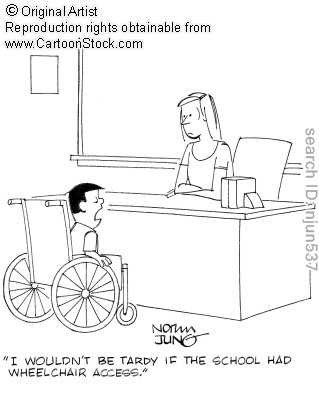 © Original Artist
Reproduction rights obtainable from
www.CartoonStock.com
search ID: njun537
NORM
JUNG
"I WOULDN'T BE TARDY IF THE SCHOOL HAD
WHEELCHAIR ACCESS."